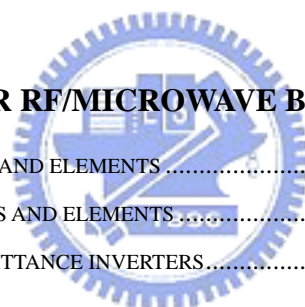 R RF/MICROWAVE B
AND ELEMENTS ......................
S AND ELEMENTS ....................
TTANCE INVERTERS................